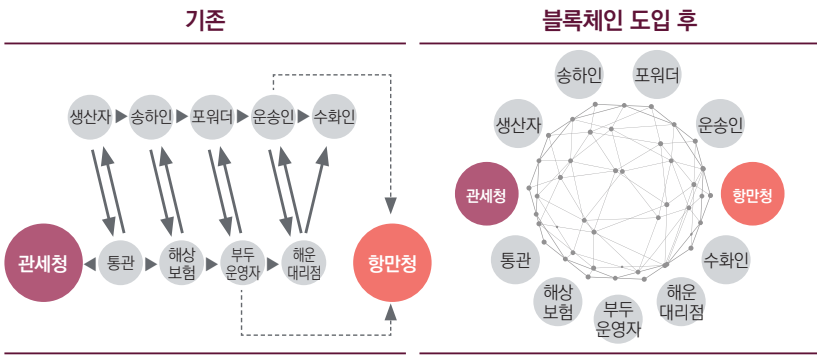 기존
생산자
송하인
포워더
운송인
수화인
관세청
통관
해상
보험
부두
운영자
해운
대리점
항만청
블록체인 도입 후
송하인
포워더
생산자
운송인
관세청
항만청
통관
수화인
해상
보험
부두
운영자
해운
대리점